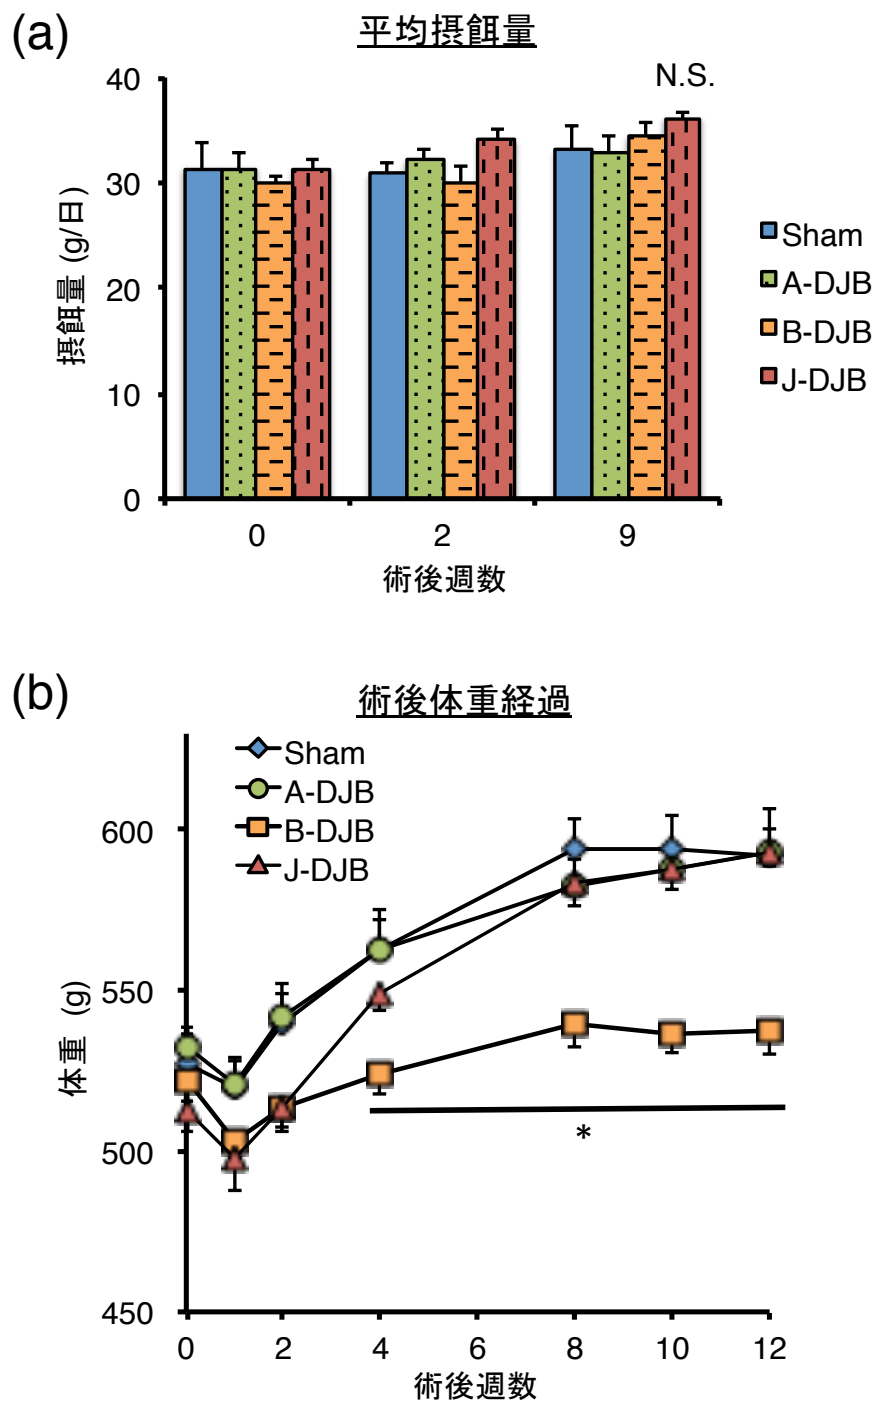 (a)
平均摂餌量
N.S.
40
30
20
10
0
摂餌量 (g/日)
0 2 9
術後週数
Sham
A-DJB
B-DJB
J-DJB
(b)
術後体重経過
Sham
A-DJB
B-DJB
J-DJB
600
550
500
450
体重 (g)
*
0 2 4 6 8 10 12
術後週数